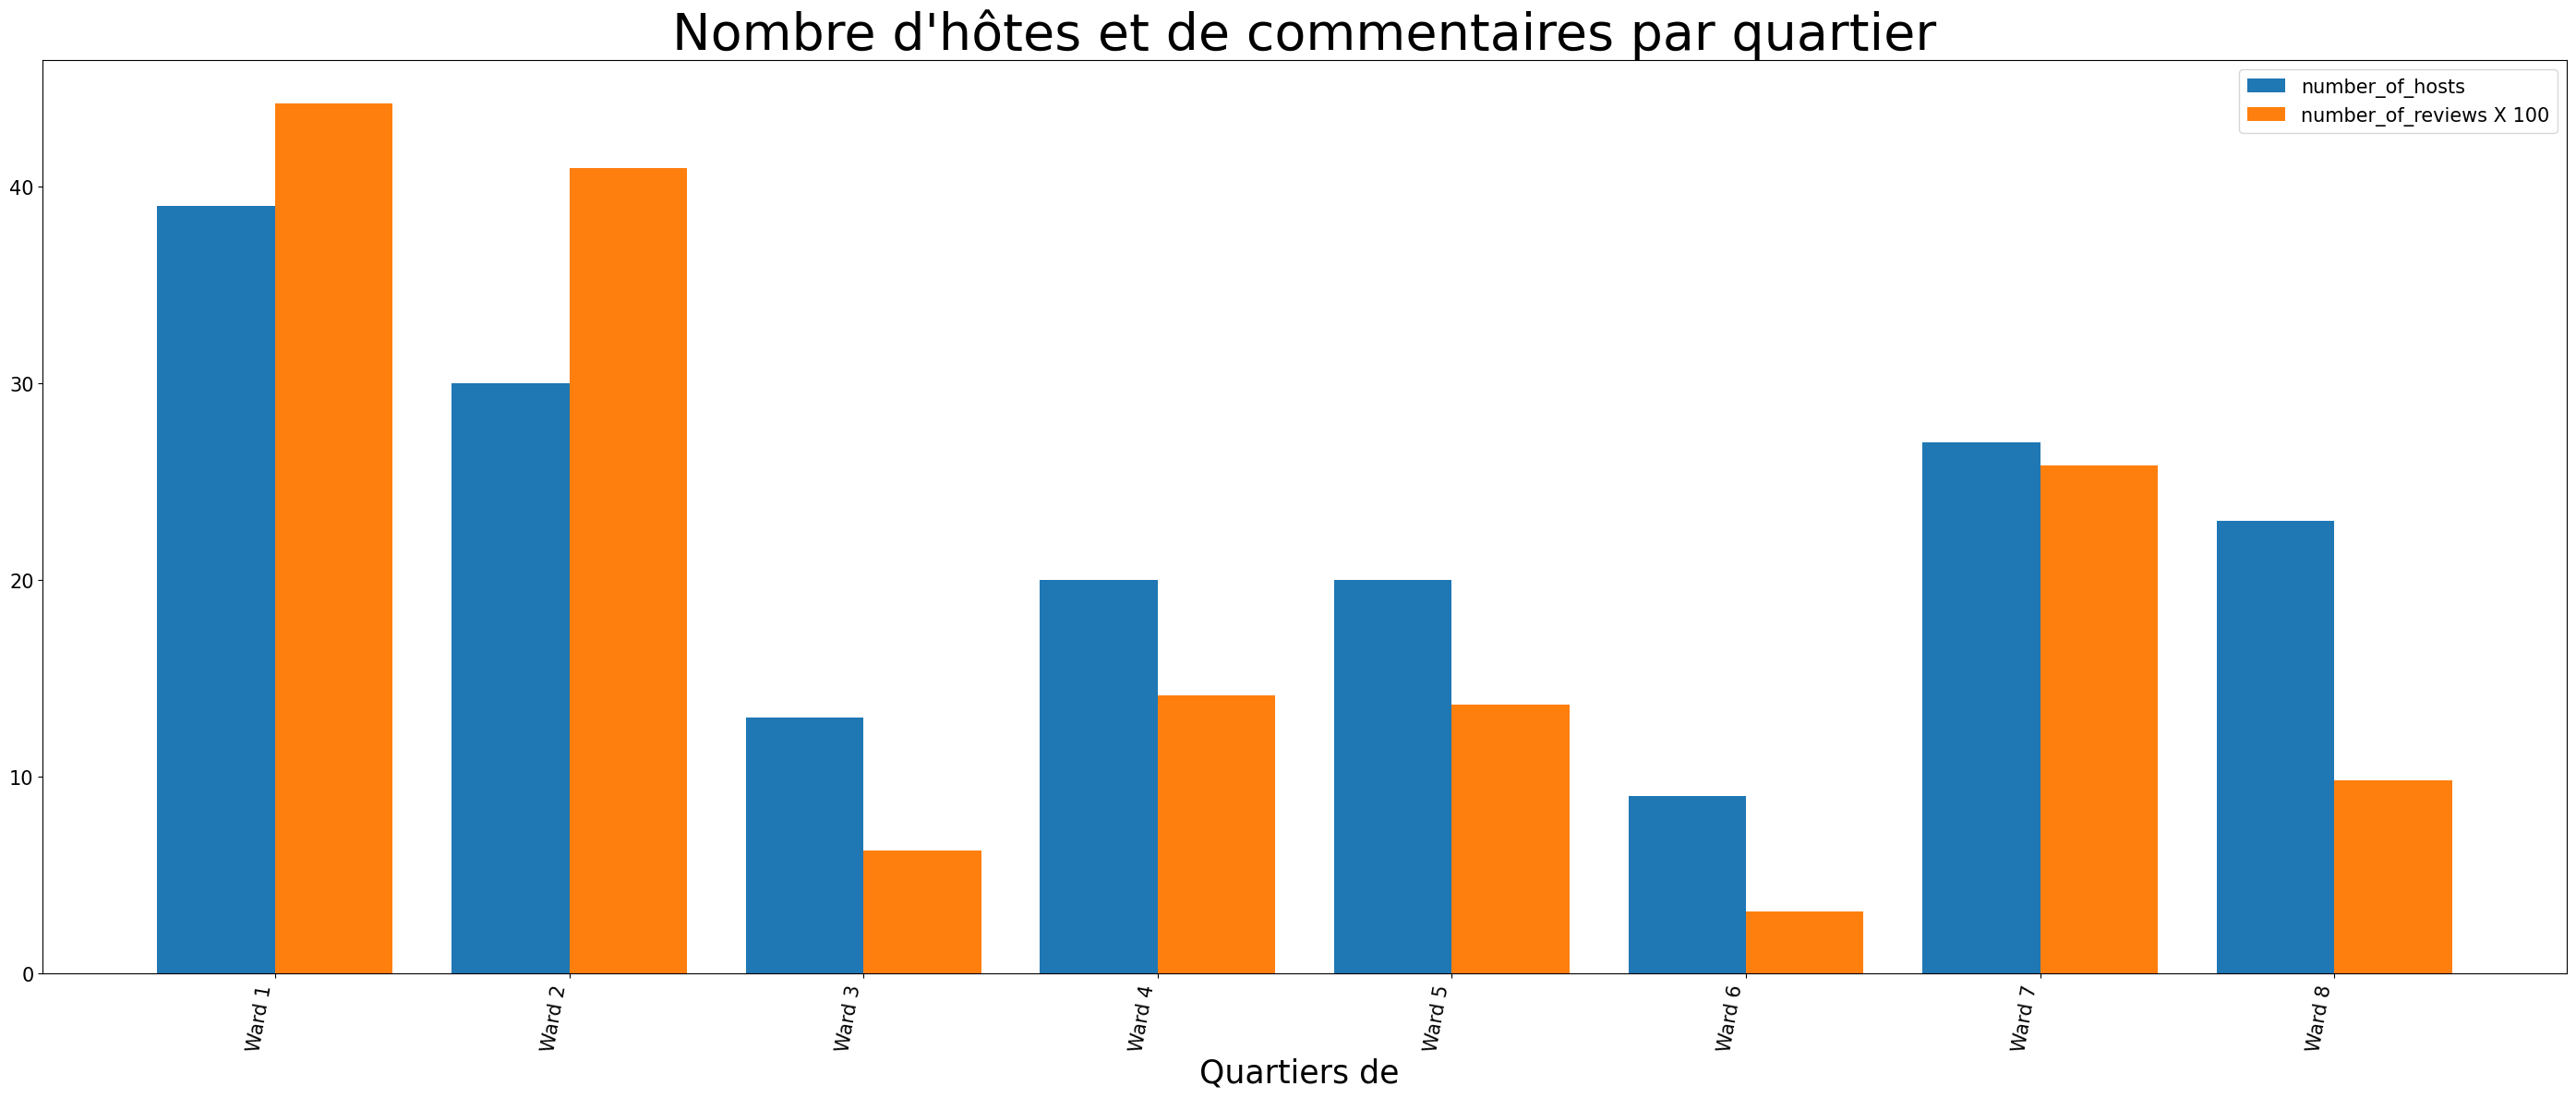 Nombre d'hôtes et de commentaires par quartier
number_of_hosts
number_of_reviews X 100
40
30
20
10
0
Ward 1
Ward 2
Ward 3
Ward 4
Ward 5
Ward 6
Ward 7
Ward 8
Quartiers de